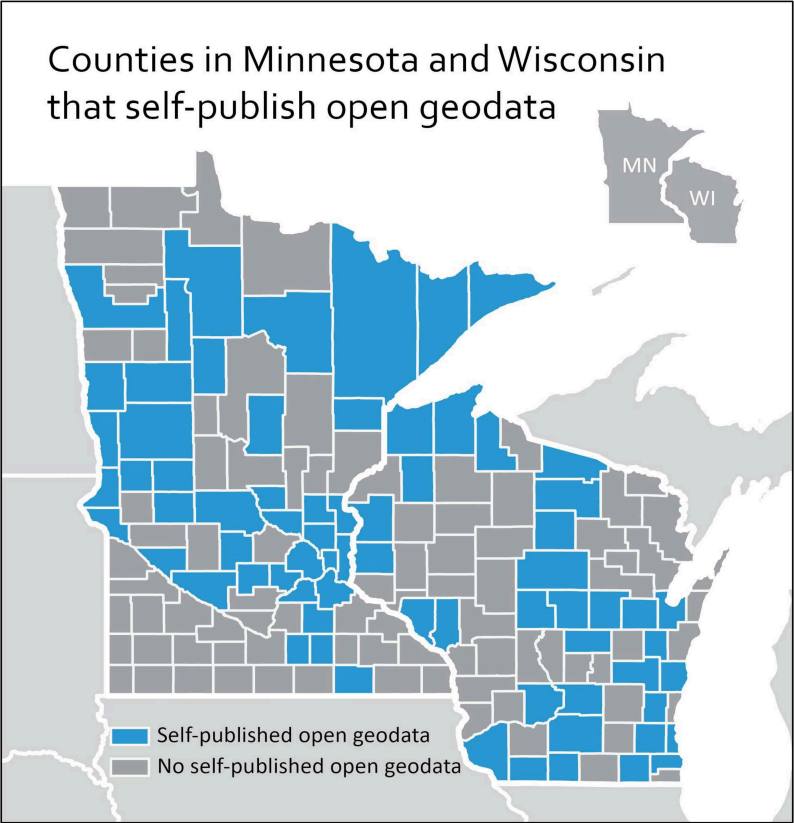 Counties in Minnesota and Wisconsin
that self-publish open geodata
MN
WI
Self-published open geodata
No self-published open geodata